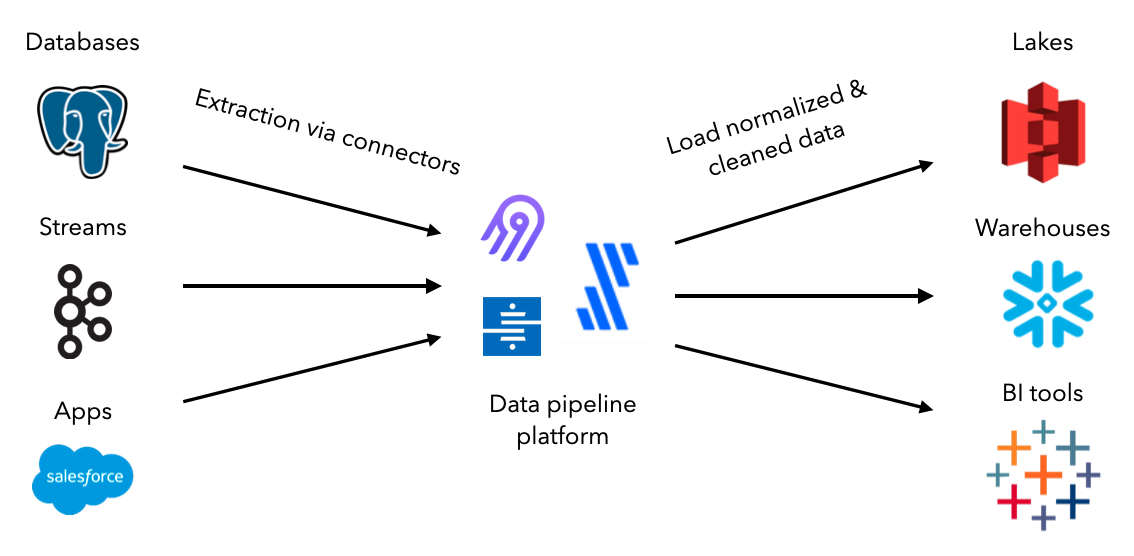 Databases
Extraction via connectors
Streams
Apps
salesforce
Data pipeline
platform
Load normalized &
cleaned data
Lakes
Warehouses
BI tools